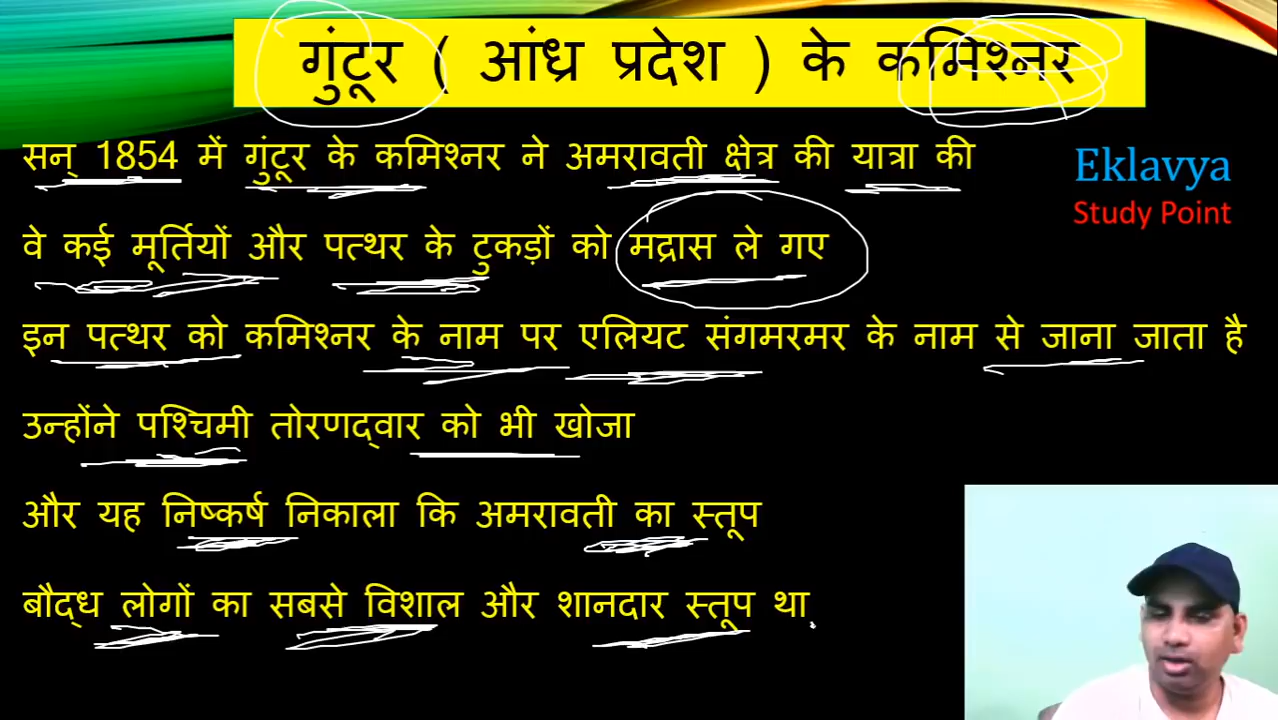 गुंटूर ( आंध्र प्रदेश ) के कमिश्नर
सन् 1854 में गुंटूर के कमिश्नर ने अमरावती क्षेत्र की यात्रा की
Eklavya
Study Point
वे कई मूर्तियों और पत्थर के टुकड़ों को मद्रास ले गए
इन पत्थर को कमिश्नर के नाम पर एलियट संगमरमर के नाम से जाना जाता है
उन्होंने पश्चिमी तोरणद्वार को भी खोजा
और यह निष्कर्ष निकाला कि अमरावती का स्तूप
बौद्ध लोगों का सबसे विशाल और शानदार स्तूप था